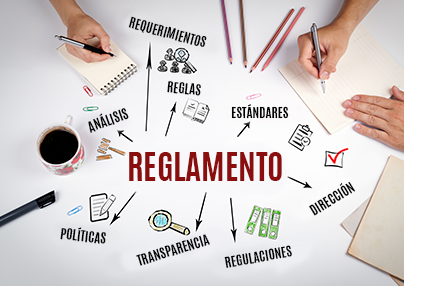 REQUERIMIENTOS
REGLAS
ESTÁNDARES
ANÁLISIS
REGLAMENTO
DIRECCIÓN
POLÍTICAS
TRANSPARENCIA
REGULACIONES